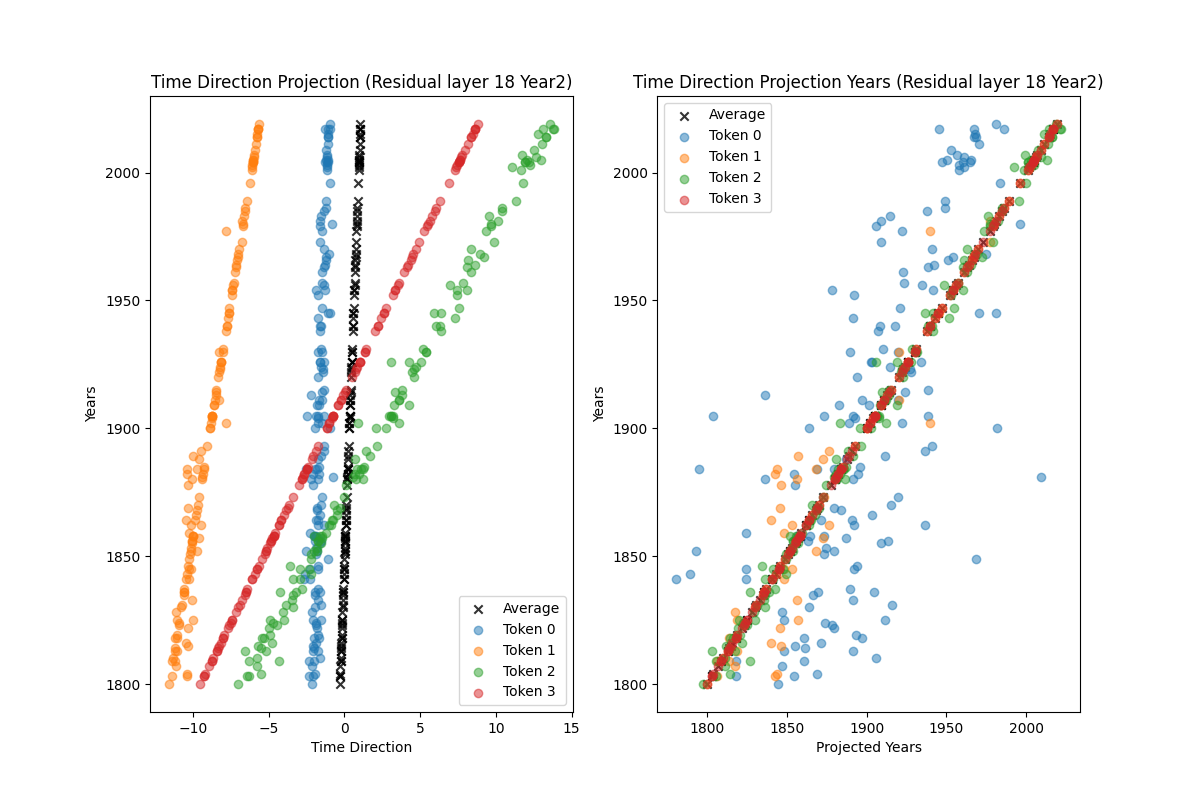 Time Direction Projection (Residual layer 18 Year2)
Years
2000
1950
1900
1850
1800
−10
−5
0
5
10
15
Time Direction
Average
Token 0
Token 1
Token 2
Token 3
Time Direction Projection Years (Residual layer 18 Year2)
Average
Token 0
Token 1
Token 2
Token 3
Years
2000
1950
1900
1850
1800
1800
1850
1900
1950
2000
Projected Years